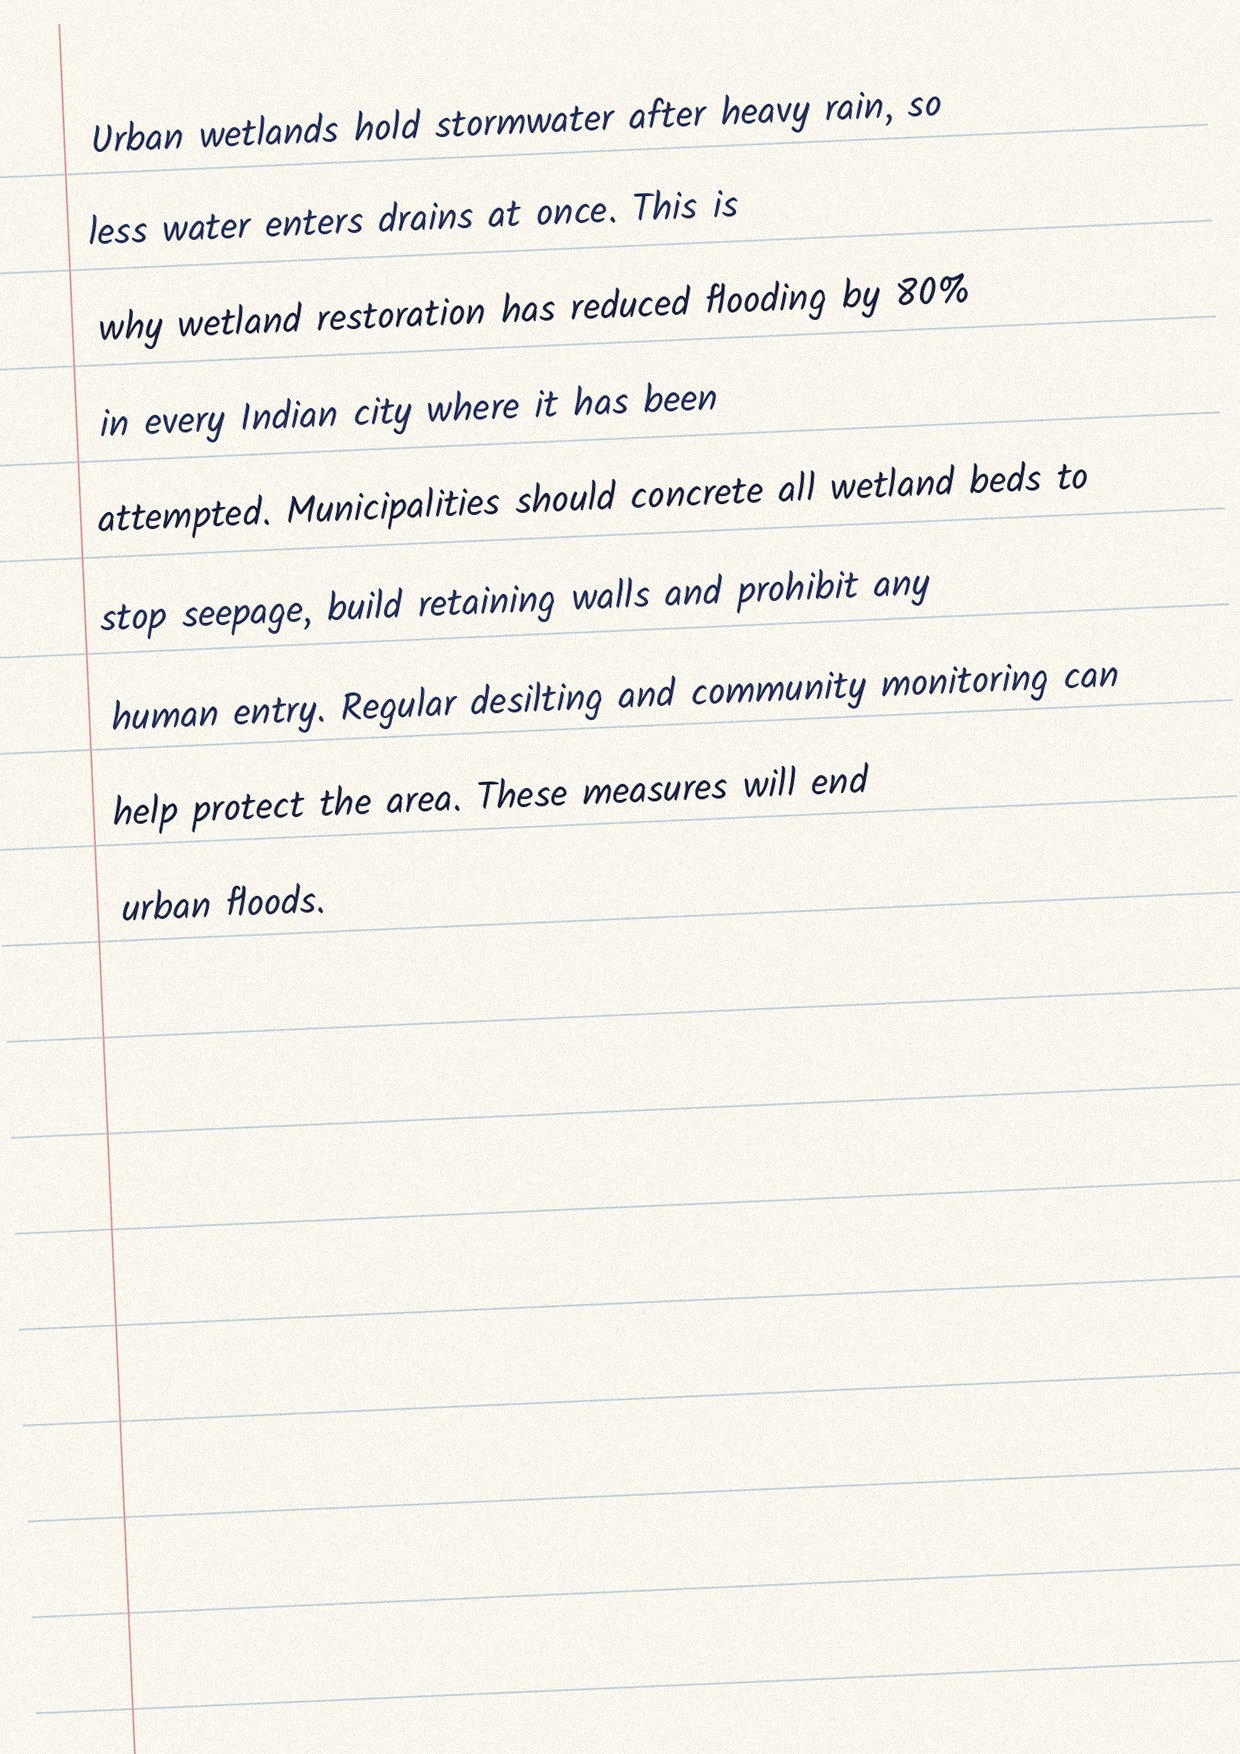 Urban wetlands hold stormwater after heavy rain, so
less water enters drains at once. This is
why wetland restoration has reduced flooding by 80%
in every Indian city where it has been
attempted. Municipalities should concrete all wetland beds to
stop seepage, build retaining walls and prohibit any
human entry. Regular desilting and community monitoring can
help protect the area. These measures will end
urban floods.